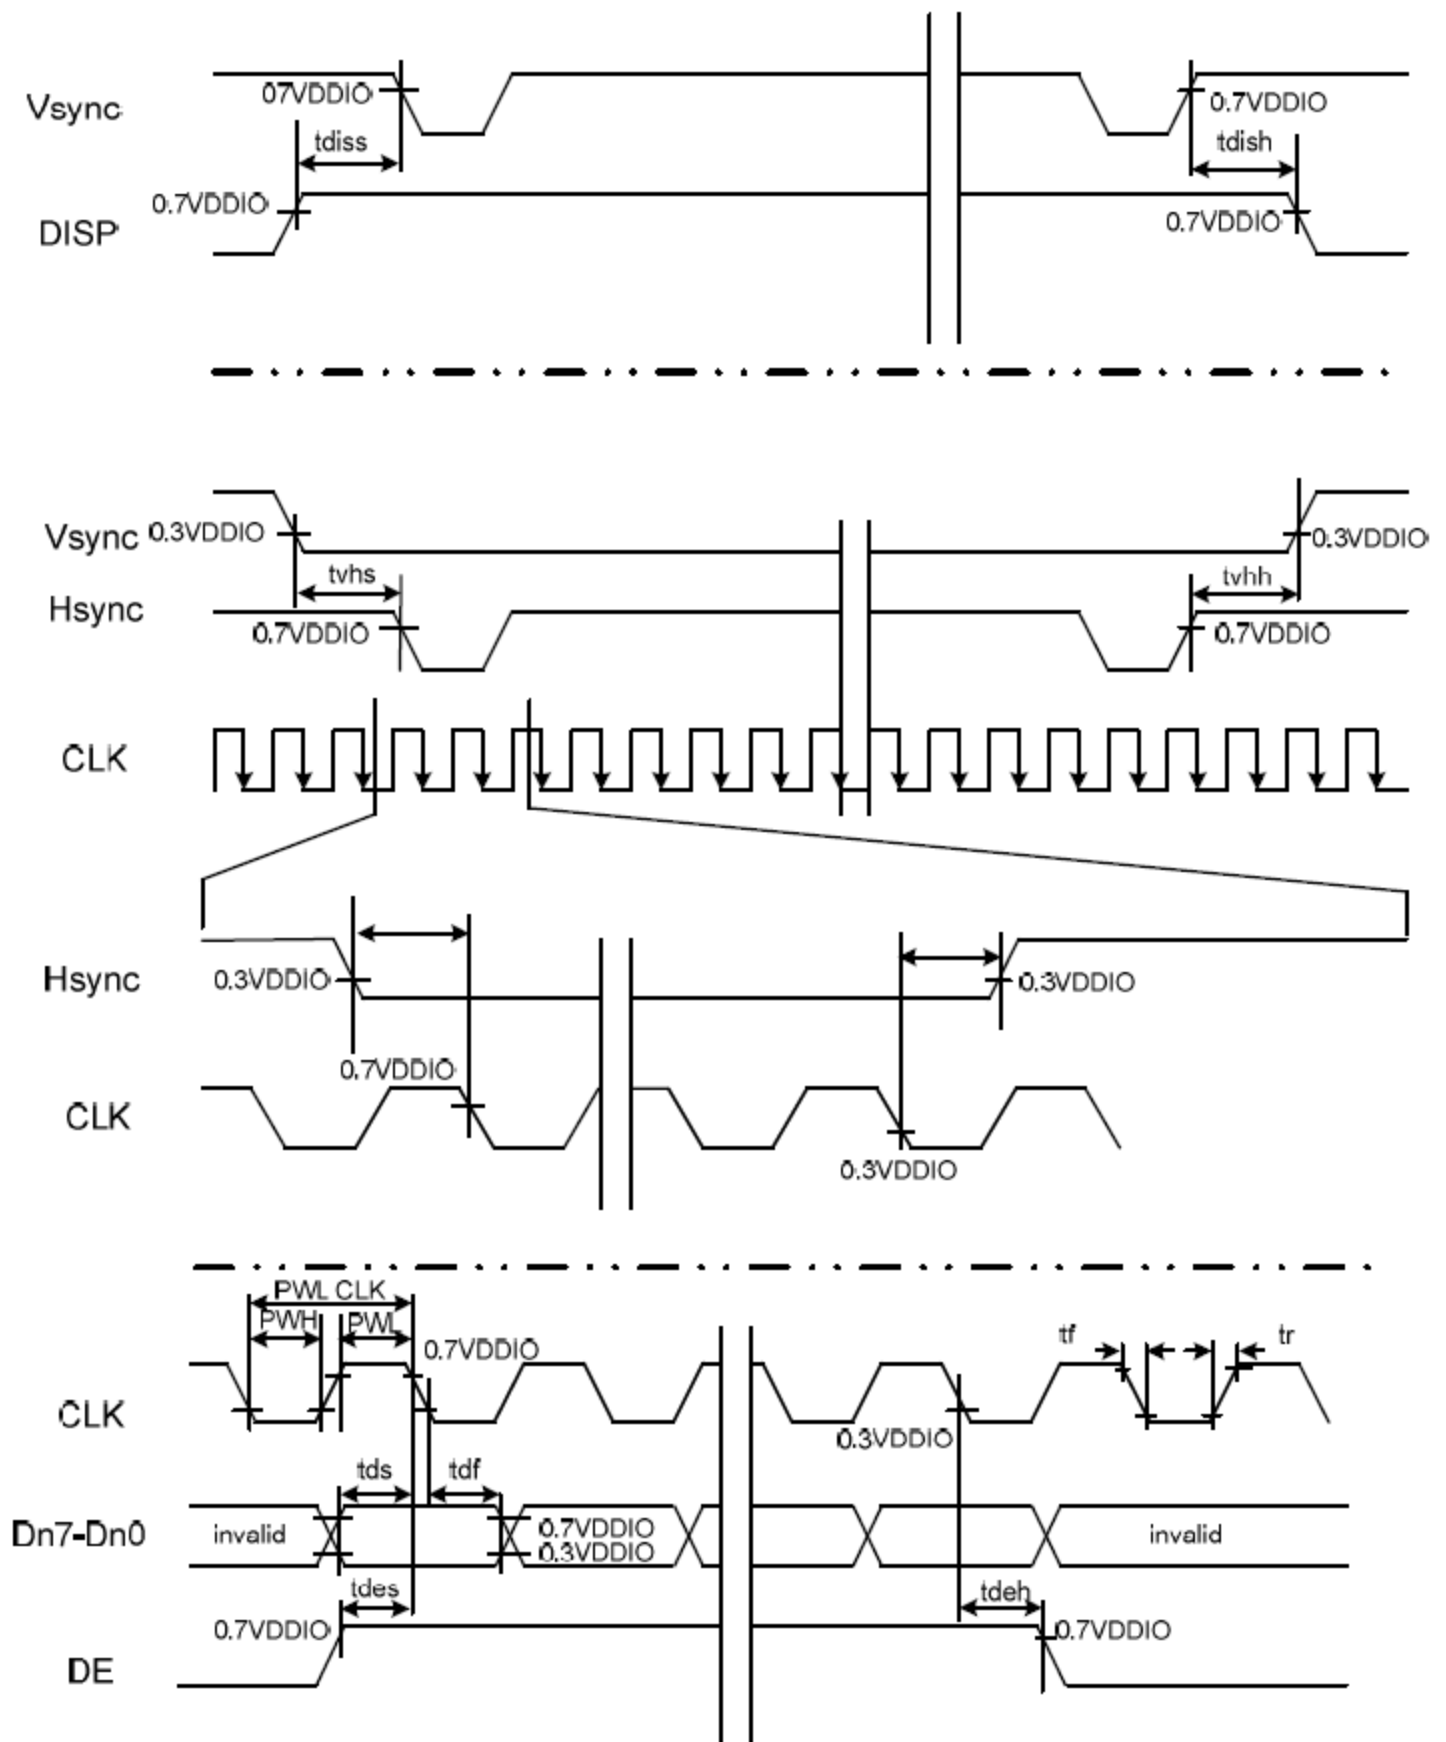 07VDDIO
0.7VDDIO
Vsync
tdiss
tdish
0.7VDDIO
0.7VDDIO
DISP
Vsync
0.3VDDIO
0.3VDDIO
tvhs
tvhh
Hsync
0.7VDDIO
0.7VDDIO
CLK
Hsync
0.3VDDIO
0.3VDDIO
0.7VDDIO
CLK
0.3VDDIO
PWL CLK
PWH
PWL
0.7VDDIO
tf
tr
CLK
0.3VDDIO
tds
tdf
Dn7-Dn0
invalid
0.7VDDIO
0.3VDDIO
invalid
tdes
tdeh
0.7VDDIO
0.7VDDIO
DE